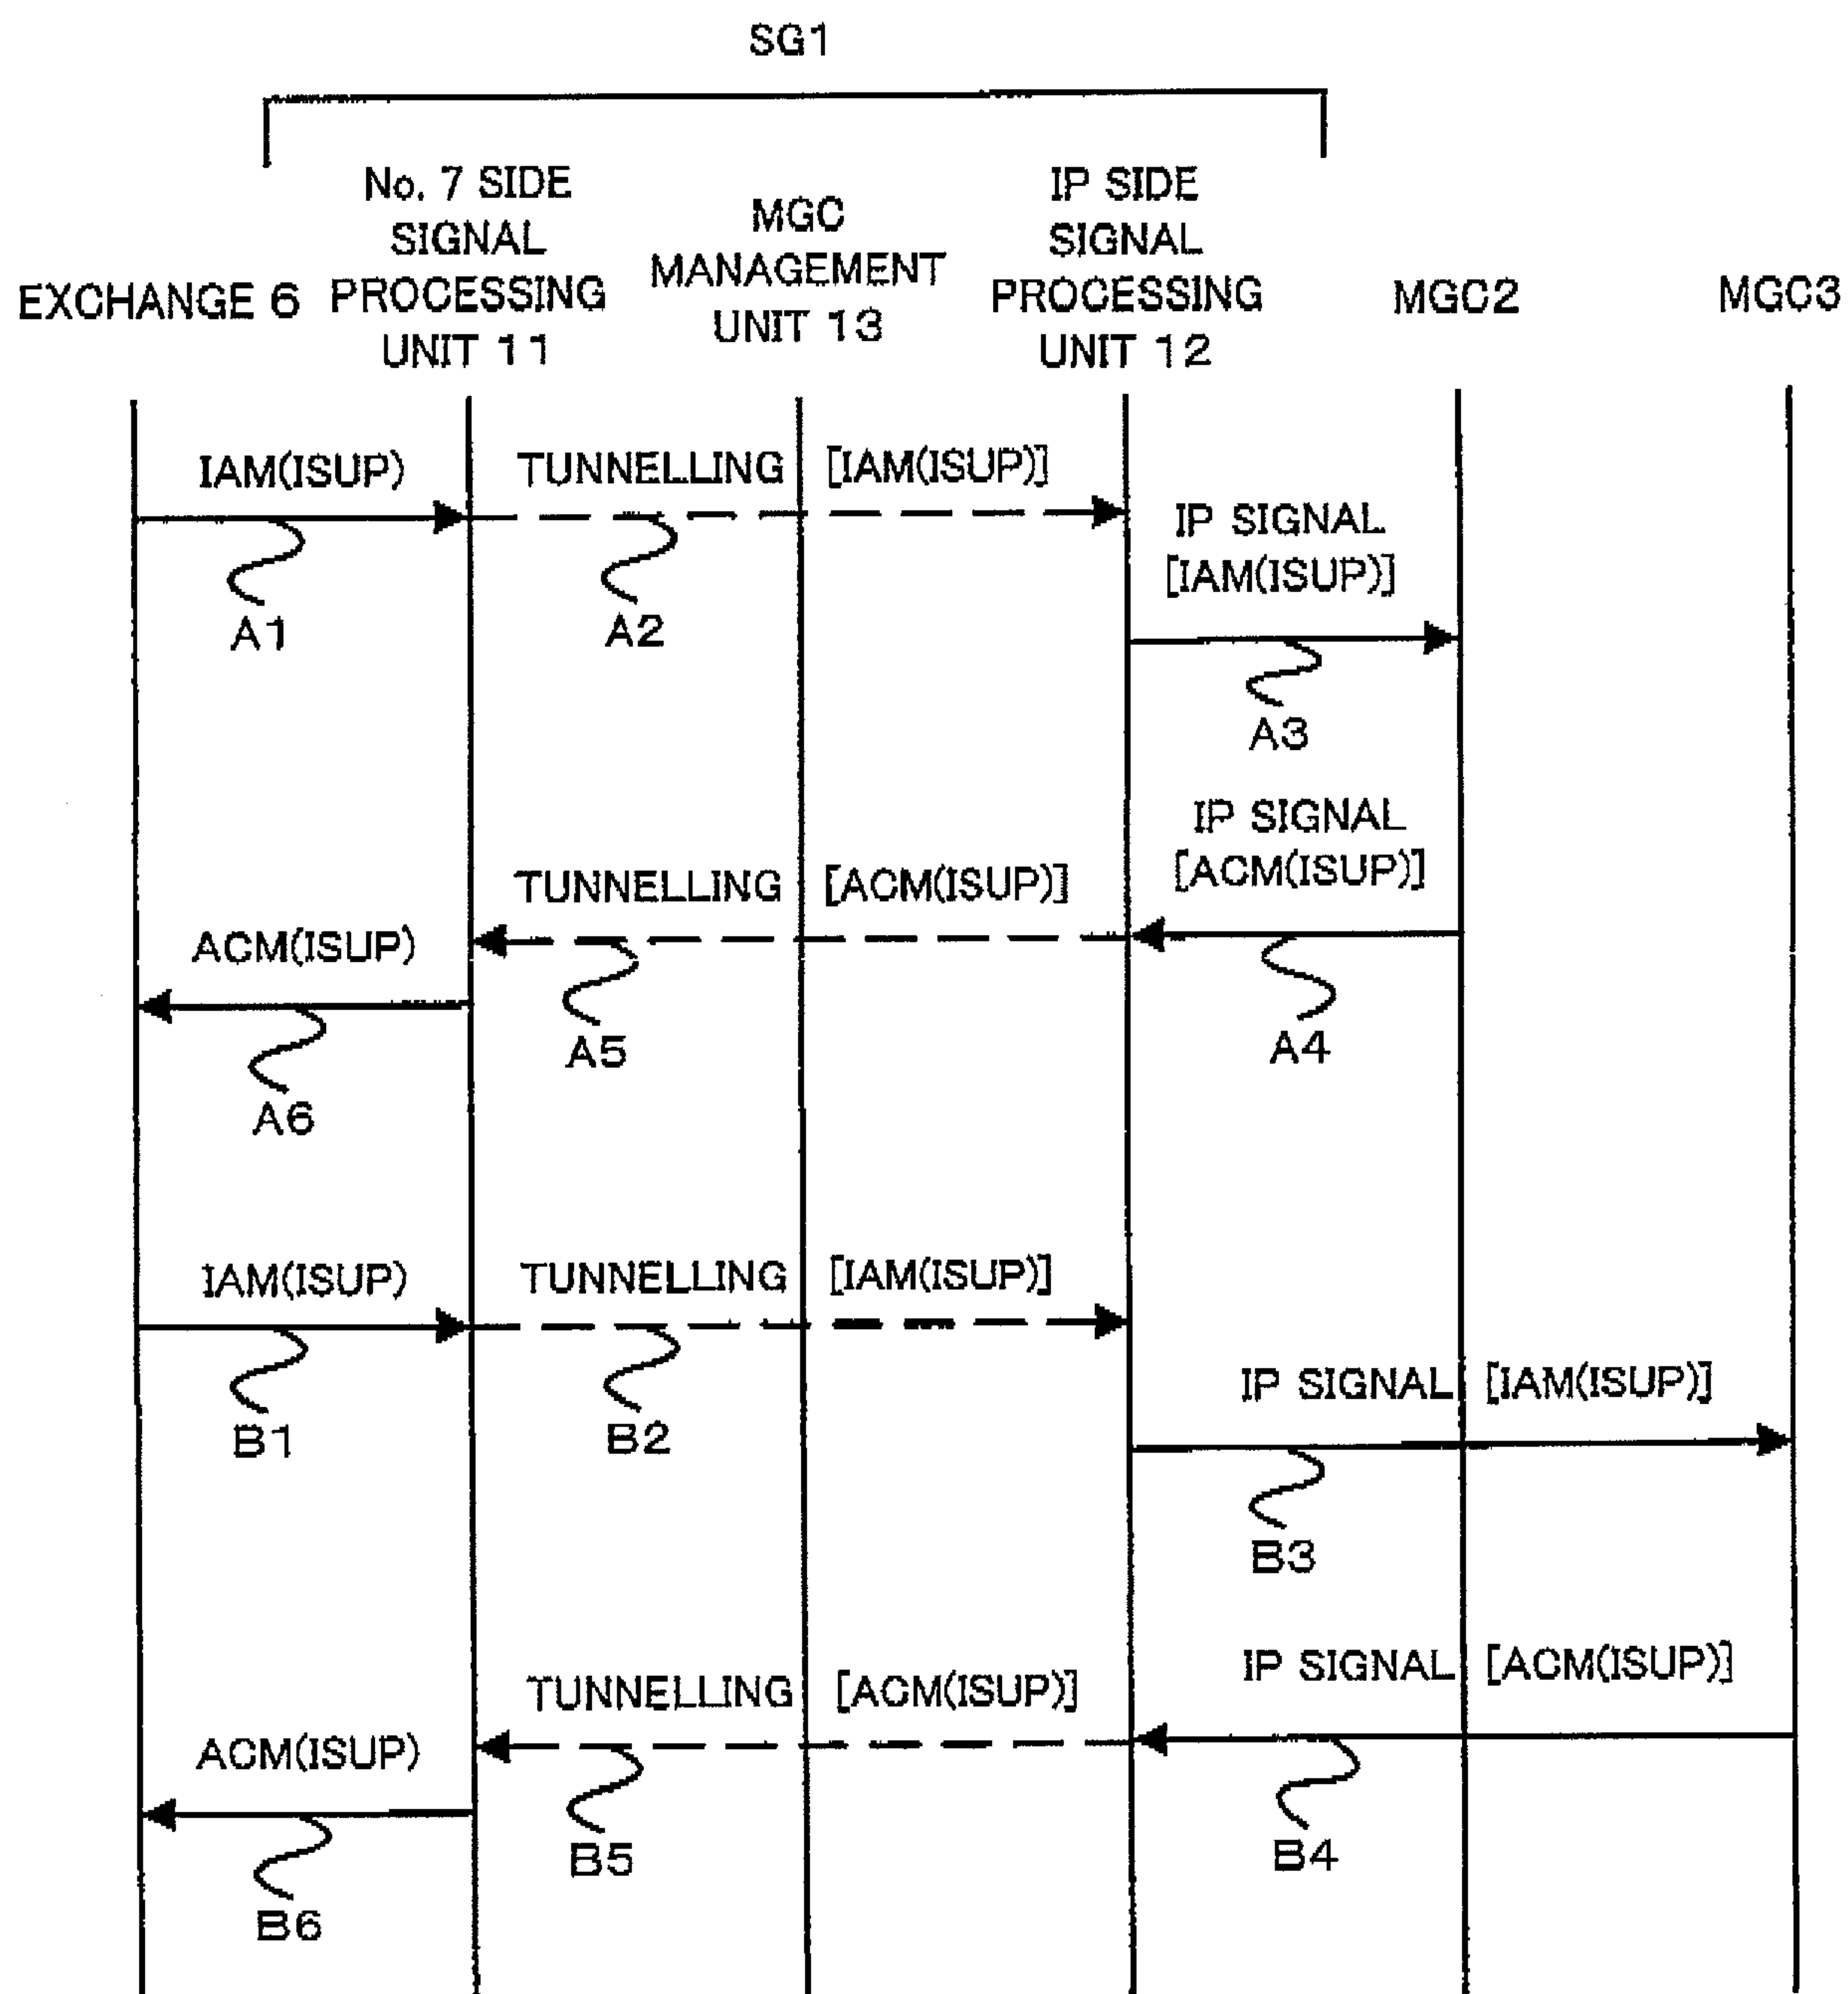 SG1
EXCHANGE 6
No. 7 SIDE
SIGNAL
PROCESSING
UNIT 11
MGC
MANAGEMENT
UNIT 13
IP SIDE
SIGNAL
PROCESSING
UNIT 12
MGC2
MGC3
IAM(ISUP)
TUNNELLING [IAM(ISUP)]
IP SIGNAL
[IAM(ISUP)]
A1
A2
A3
IP SIGNAL
[ACM(ISUP)]
TUNNELLING [ACM(ISUP)]
ACM(ISUP)
A5
A4
A6
IAM(ISUP)
TUNNELLING [IAM(ISUP)]
IP SIGNAL [IAM(ISUP)]
B1
B2
B3
IP SIGNAL [ACM(ISUP)]
TUNNELLING [ACM(ISUP)]
ACM(ISUP)
B5
B4
B6